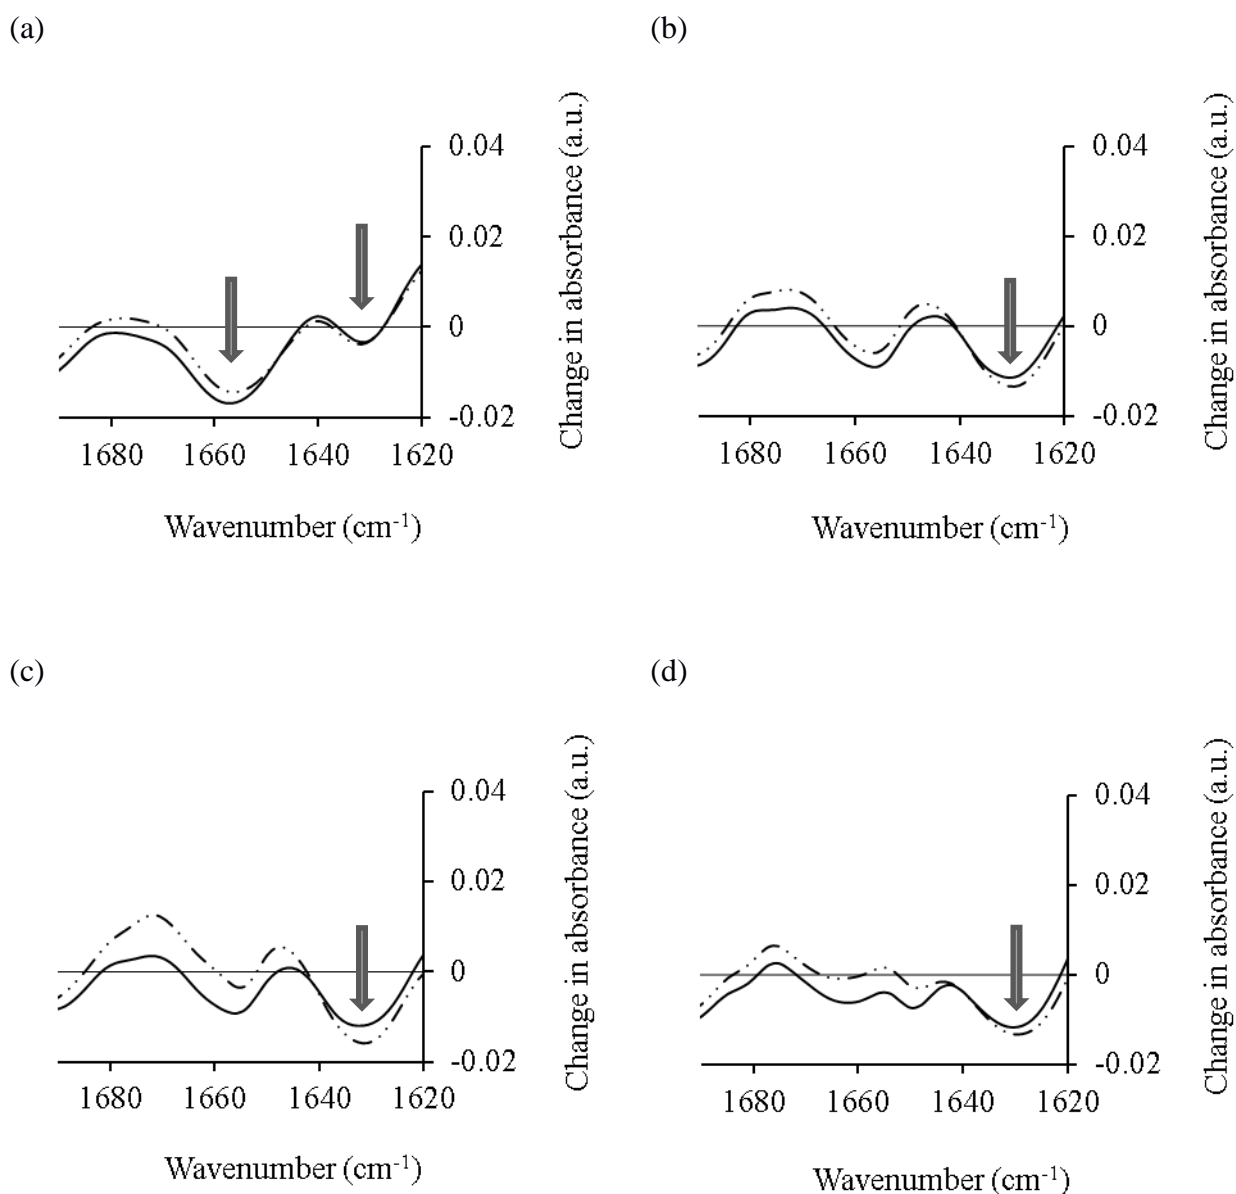 (a)
(b)
0.04
0.02
0
-0.02
1680 1660 1640 1620
Wavenumber (cm-1)
Change in absorbance (a.u.)
0.04
0.02
0
-0.02
1680 1660 1640 1620
Wavenumber (cm-1)
Change in absorbance (a.u.)
(c)
(d)
0.04
0.02
0
-0.02
1680 1660 1640 1620
Wavenumber (cm-1)
Change in absorbance (a.u.)
0.04
0.02
0
-0.02
1680 1660 1640 1620
Wavenumber (cm-1)
Change in absorbance (a.u.)